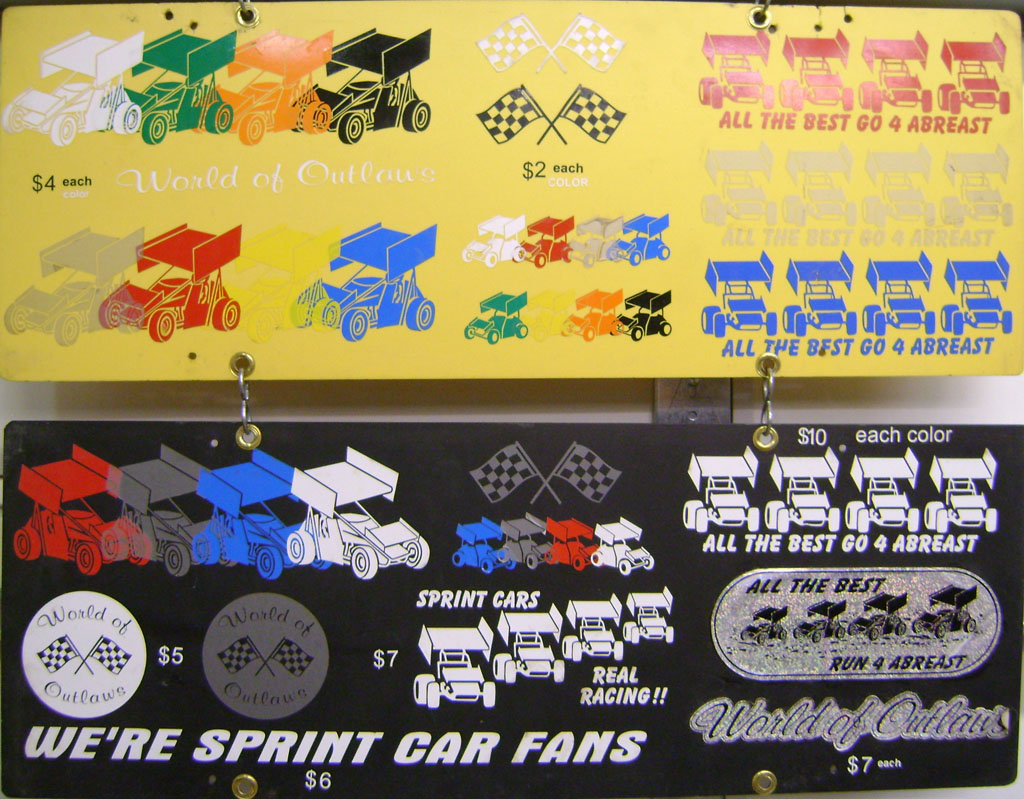 $4 each
color
World of Outlaws
$2 each
COLOR
ALL THE BEST GO 4 ABREAST
ALL THE BEST GO 4 ABREAST
ALL THE BEST GO 4 ABREAST
$10 each color
ALL THE BEST GO 4 ABREAST
World of
Outlaws
$5
World of
Outlaws
$7
SPRINT CARS
REAL
RACING!!
ALL THE BEST
RUN 4 ABREAST
World of Outlaws
$7 each
WE'RE SPRINT CAR FANS
$6